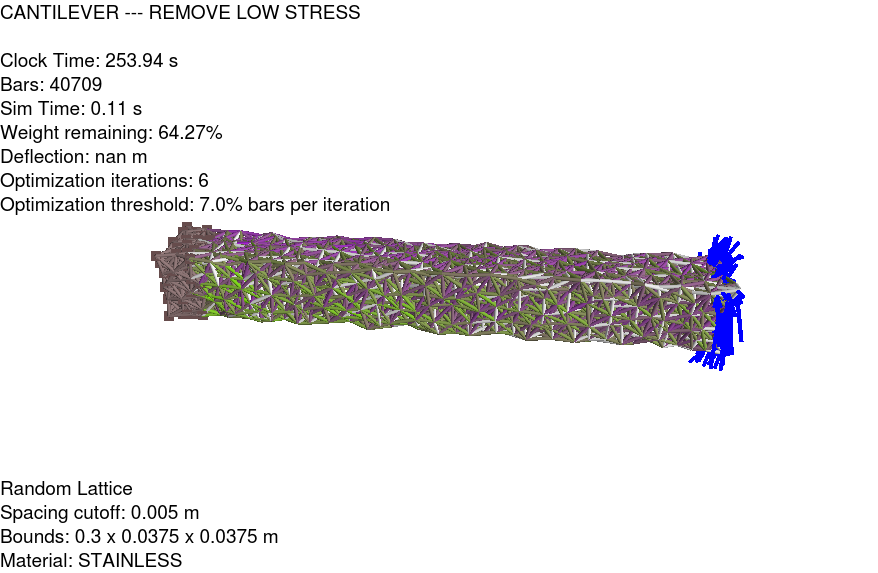 CANTILEVER --- REMOVE LOW STRESS
Clock Time: 253.94 s
Bars: 40709
Sim Time: 0.11 s
Weight remaining: 64.27%
Deflection: nan m
Optimization iterations: 6
Optimization threshold: 7.0% bars per iteration
Random Lattice
Spacing cutoff: 0.005 m
Bounds: 0.3 x 0.0375 x 0.0375 m
Material: STAINLESS